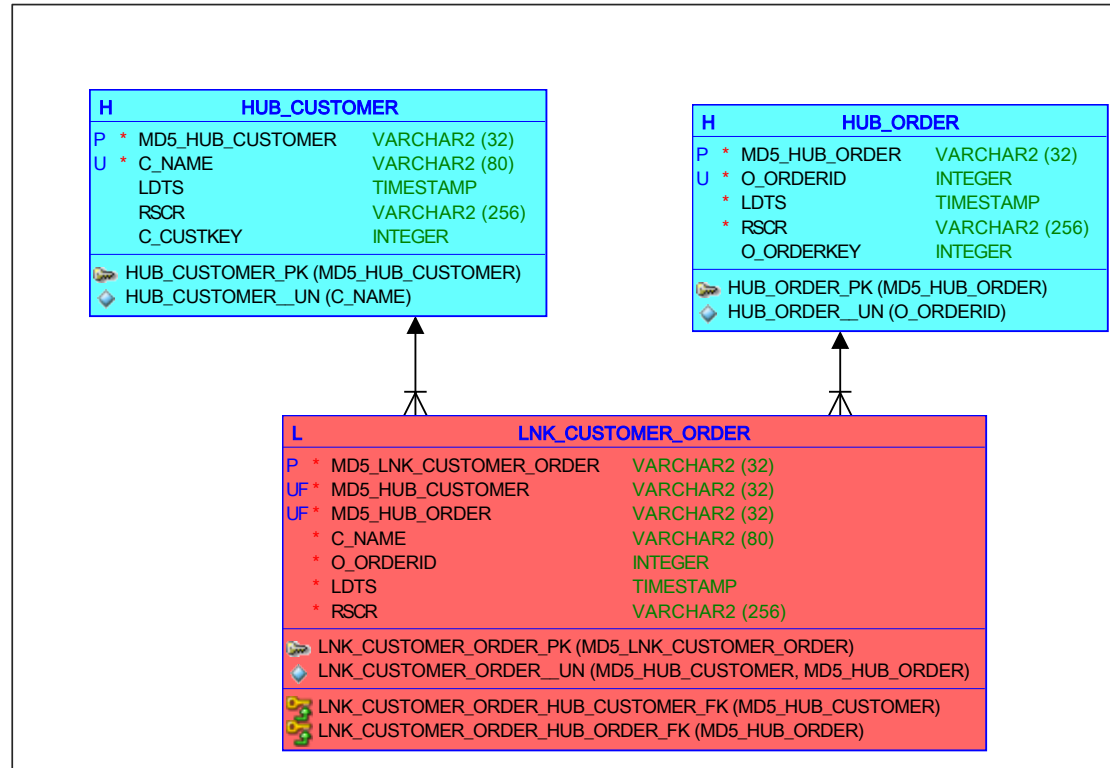 H HUB_CUSTOMER
P * MD5_HUB_CUSTOMER VARCHAR2 (32)
U * C_NAME VARCHAR2 (80)
LDTS TIMESTAMP
RSCR VARCHAR2 (256)
C_CUSTKEY INTEGER
HUB_CUSTOMER_PK (MD5_HUB_CUSTOMER)
HUB_CUSTOMER__UN (C_NAME)
H HUB_ORDER
P * MD5_HUB_ORDER VARCHAR2 (32)
U * O_ORDERID INTEGER
* LDTS TIMESTAMP
* RSCR VARCHAR2 (256)
O_ORDERKEY INTEGER
HUB_ORDER_PK (MD5_HUB_ORDER)
HUB_ORDER__UN (O_ORDERID)
L LNK_CUSTOMER_ORDER
P * MD5_LNK_CUSTOMER_ORDER VARCHAR2 (32)
UF * MD5_HUB_CUSTOMER VARCHAR2 (32)
UF * MD5_HUB_ORDER VARCHAR2 (32)
* C_NAME VARCHAR2 (80)
* O_ORDERID INTEGER
* LDTS TIMESTAMP
* RSCR VARCHAR2 (256)
LNK_CUSTOMER_ORDER_PK (MD5_LNK_CUSTOMER_ORDER)
LNK_CUSTOMER_ORDER__UN (MD5_HUB_CUSTOMER, MD5_HUB_ORDER)
LNK_CUSTOMER_ORDER_HUB_CUSTOMER_FK (MD5_HUB_CUSTOMER)
LNK_CUSTOMER_ORDER_HUB_ORDER_FK (MD5_HUB_ORDER)